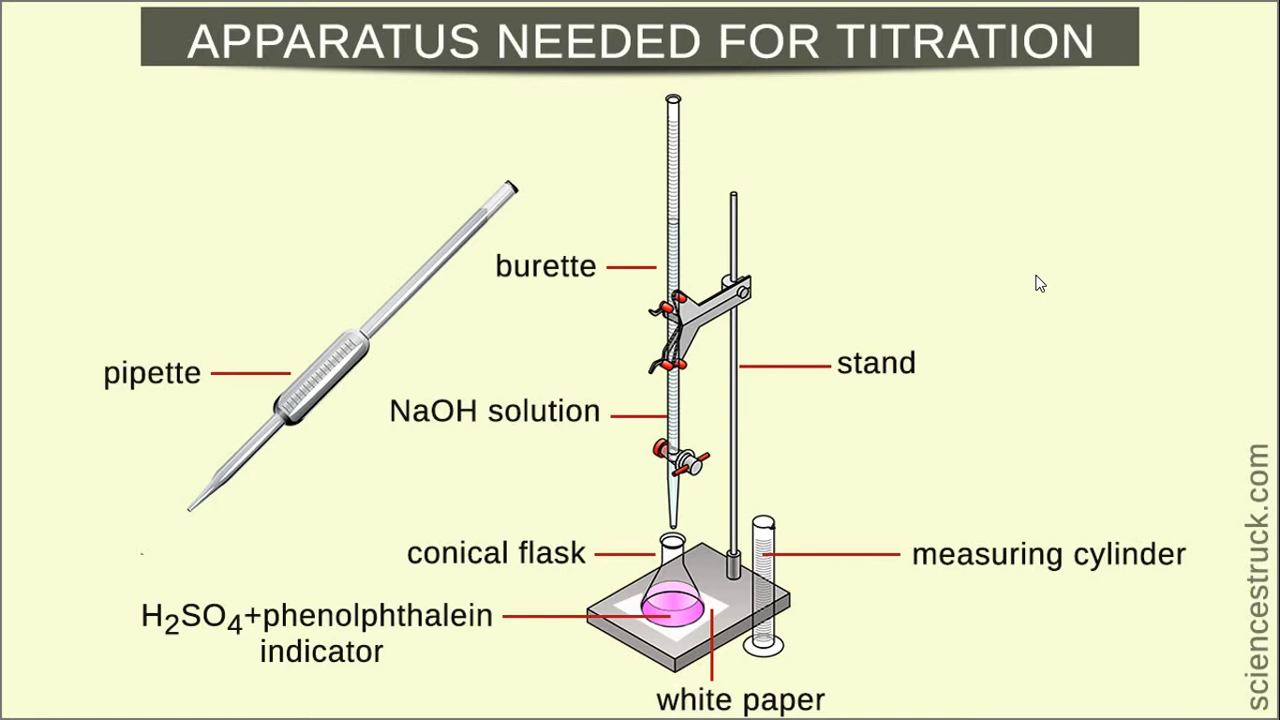 APPARATUS NEEDED FOR TITRATION
burette
pipette
stand
NaOH solution
conical flask
measuring cylinder
H₂SO₄+phenolphthalein
indicator
white paper
sciencestruck.com